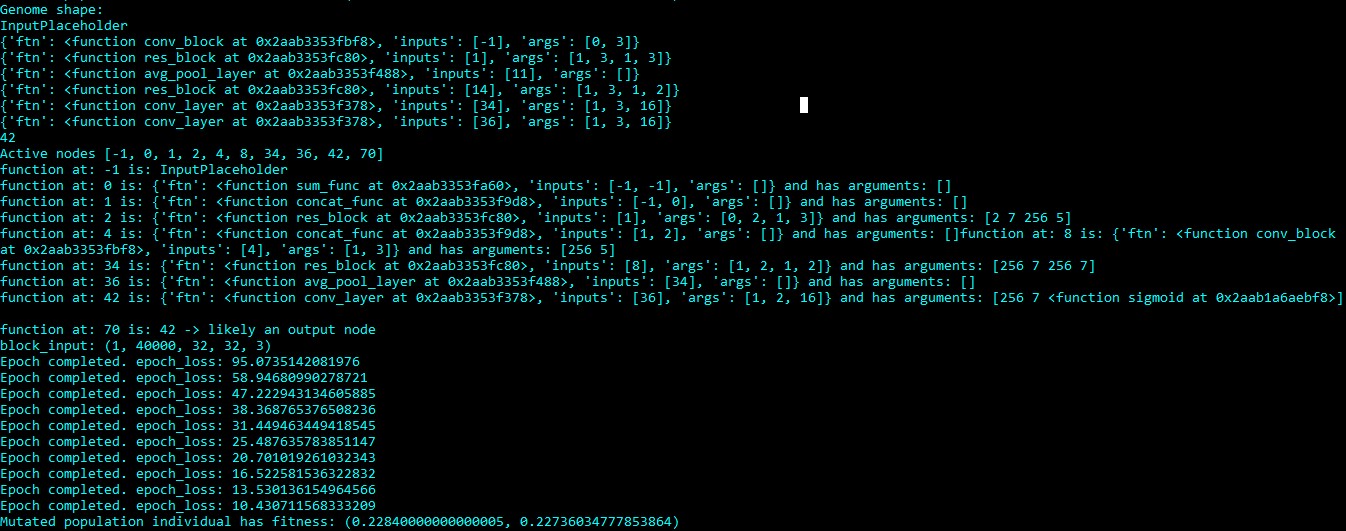 Genome shape:
InputPlaceholder
{'ftn': <function conv_block at 0x2aab3353fbf8>, 'inputs': [-1], 'args': [0, 3]}
{'ftn': <function res_block at 0x2aab3353fc80>, 'inputs': [1], 'args': [1, 3, 1, 3]}
{'ftn': <function avg_pool_layer at 0x2aab3353f488>, 'inputs': [11], 'args': []}
{'ftn': <function res_block at 0x2aab3353fc80>, 'inputs': [14], 'args': [1, 3, 1, 2]}
{'ftn': <function conv_layer at 0x2aab3353f378>, 'inputs': [34], 'args': [1, 3, 16]}
{'ftn': <function conv_layer at 0x2aab3353f378>, 'inputs': [36], 'args': [1, 3, 16]}
42
Active nodes [-1, 0, 1, 2, 4, 8, 34, 36, 42, 70]
function at: -1 is: InputPlaceholder
function at: 0 is: {'ftn': <function sum_func at 0x2aab3353fa60>, 'inputs': [-1, -1], 'args': []} and has arguments: []
function at: 1 is: {'ftn': <function concat_func at 0x2aab3353f9d8>, 'inputs': [-1, 0], 'args': []} and has arguments: []
function at: 2 is: {'ftn': <function res_block at 0x2aab3353fc80>, 'inputs': [1], 'args': [0, 2, 1, 3]} and has arguments: [2 7 256 5]
function at: 4 is: {'ftn': <function concat_func at 0x2aab3353f9d8>, 'inputs': [1, 2], 'args': []} and has arguments: []function at: 8 is: {'ftn': <function conv_block
at 0x2aab3353fbf8>, 'inputs': [4], 'args': [1, 3]} and has arguments: [256 5]
function at: 34 is: {'ftn': <function res_block at 0x2aab3353fc80>, 'inputs': [8], 'args': [1, 2, 1, 2]} and has arguments: [256 7 256 7]
function at: 36 is: {'ftn': <function avg_pool_layer at 0x2aab3353f488>, 'inputs': [34], 'args': []} and has arguments: []
function at: 42 is: {'ftn': <function conv_layer at 0x2aab3353f378>, 'inputs': [36], 'args': [1, 2, 16]} and has arguments: [256 7 <function sigmoid at 0x2aab1a6aebf8>]
function at: 70 is: 42 -> likely an output node
block_input: (1, 40000, 32, 32, 3)
Epoch completed. epoch_loss: 95.0735142081976
Epoch completed. epoch_loss: 58.94680990278721
Epoch completed. epoch_loss: 47.222943134605885
Epoch completed. epoch_loss: 38.368765376508236
Epoch completed. epoch_loss: 31.449463449418545
Epoch completed. epoch_loss: 25.487635783851147
Epoch completed. epoch_loss: 20.701019261032343
Epoch completed. epoch_loss: 16.522581536322832
Epoch completed. epoch_loss: 13.530136154964566
Epoch completed. epoch_loss: 10.430711568333209
Mutated population individual has fitness: (0.22840000000000005, 0.22736034777853864)